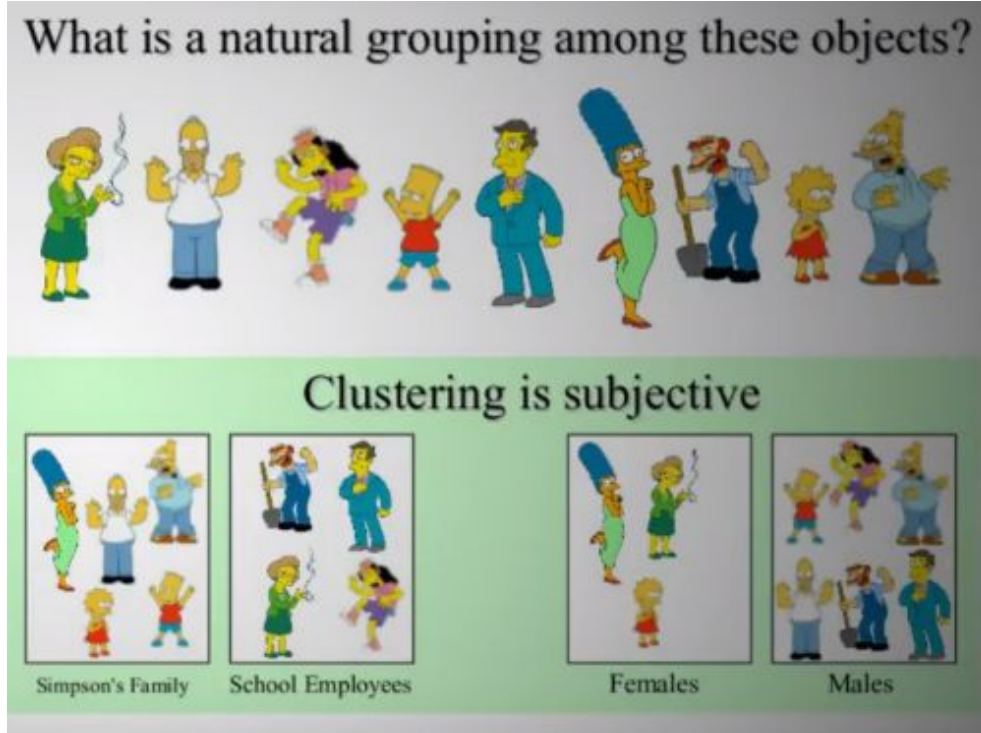 What is a natural grouping among these objects?
Clustering is subjective
Simpson's Family
School Employees
Females
Males